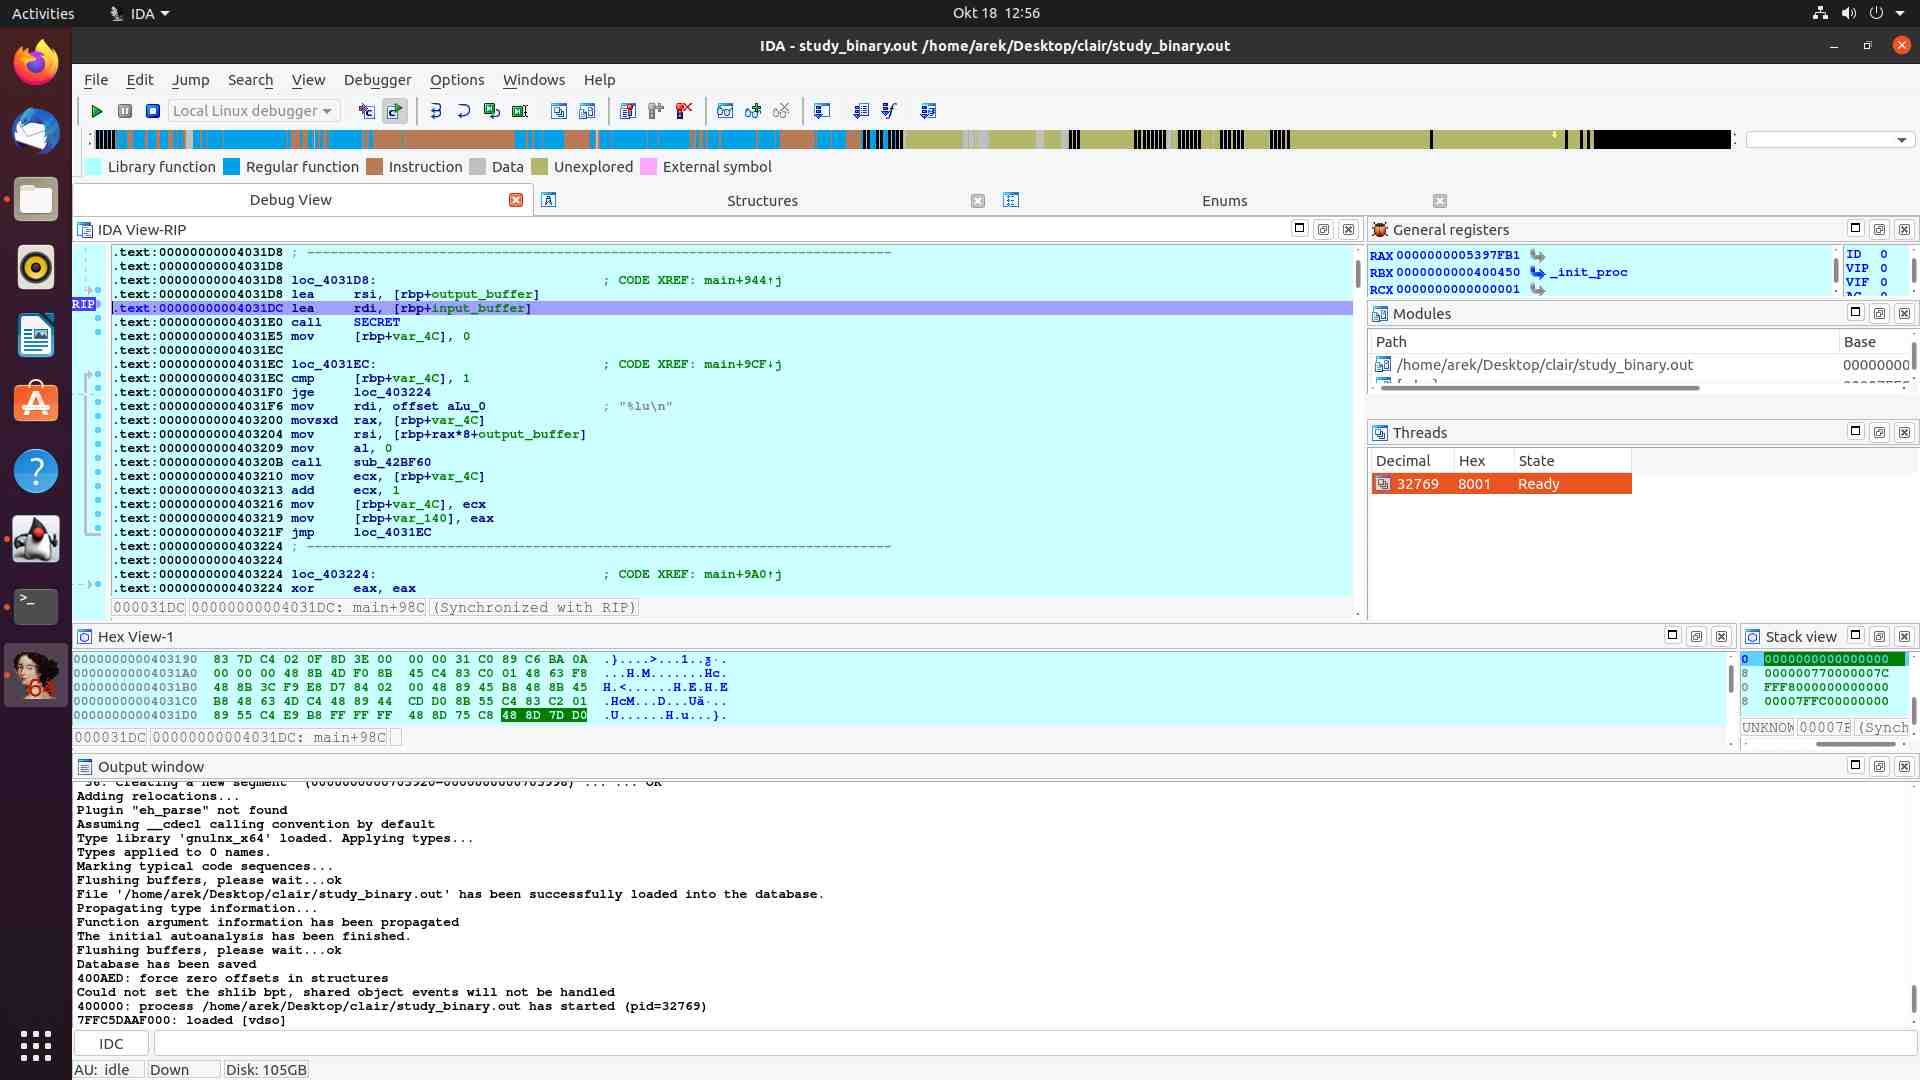 Activities IDA Okt 18 12:56
IDA - study_binary.out /home/arek/Desktop/clair/study_binary.out
File Edit Jump Search View Debugger Options Windows Help
Local Linux debugger
Library function Regular function Instruction Data Unexplored External symbol
Debug View Structures Enums
IDA View-RIP
RIP
.text:00000000004031D8 ; ---------------------------------------------------------------------------
.text:00000000004031D8
.text:00000000004031D8 loc_4031D8: ; CODE XREF: main+944↑j
.text:00000000004031D8 lea rsi, [rbp+output_buffer]
.text:00000000004031DC lea rdi, [rbp+input_buffer]
.text:00000000004031E0 call SECRET
.text:00000000004031E5 mov [rbp+var_4C], 0
.text:00000000004031EC
.text:00000000004031EC loc_4031EC: ; CODE XREF: main+9CF↓j
.text:00000000004031EC cmp [rbp+var_4C], 1
.text:00000000004031F0 jge loc_403224
.text:00000000004031F6 mov rdi, offset aLu_0 ; "%lu\n"
.text:0000000000403200 movsxd rax, [rbp+var_4C]
.text:0000000000403204 mov rsi, [rbp+rax*8+output_buffer]
.text:0000000000403209 mov al, 0
.text:000000000040320B call sub_42BF60
.text:0000000000403210 mov ecx, [rbp+var_4C]
.text:0000000000403213 add ecx, 1
.text:0000000000403216 mov [rbp+var_4C], ecx
.text:0000000000403219 mov [rbp+var_140], eax
.text:000000000040321F jmp loc_4031EC
.text:0000000000403224 ; ---------------------------------------------------------------------------
.text:0000000000403224
.text:0000000000403224 loc_403224: ; CODE XREF: main+9A0↑j
.text:0000000000403224 xor eax, eax
000031DC 00000000004031DC: main+98C (Synchronized with RIP)
General registers
RAX 0000000005397FB1
RBX 0000000000400450 _init_proc
RCX 0000000000000001
ID 0
VIP 0
VIF 0
Modules
Path Base
/home/arek/Desktop/clair/study_binary.out 00000000
Threads
Decimal Hex State
32769 8001 Ready
Hex View-1
0000000000403190 83 7D C4 02 0F 8D 3E 00 00 00 31 C0 89 C6 BA 0A
00000000004031A0 00 00 00 48 8B 4D F0 8B 45 C4 83 C0 01 48 63 F8 ...H.M.......Hc.
00000000004031B0 48 8B 3C F9 E8 D7 84 02 00 48 89 45 B8 48 8B 45 H.<......H.E.H.E
00000000004031C0 B8 48 63 4D C4 48 89 44 CD D0 8B 55 C4 83 C2 01
00000000004031D0 89 55 C4 E9 B8 FF FF FF 48 8D 75 C8 48 8D 7D D0 .U......H.u...}.
000031DC 00000000004031DC: main+98C
Stack view
0 0000000000000000
8 000000770000007C
0 FFF8000000000000
8 00007FFC00000000
UNKNOW 00007F (Synch
Output window
Adding relocations...
Plugin "eh_parse" not found
Assuming __cdecl calling convention by default
Type library 'gnulnx_x64' loaded. Applying types...
Types applied to 0 names.
Marking typical code sequences...
Flushing buffers, please wait...ok
File '/home/arek/Desktop/clair/study_binary.out' has been successfully loaded into the database.
Propagating type information...
Function argument information has been propagated
The initial autoanalysis has been finished.
Flushing buffers, please wait...ok
Database has been saved
400AED: force zero offsets in structures
Could not set the shlib bpt, shared object events will not be handled
400000: process /home/arek/Desktop/clair/study_binary.out has started (pid=32769)
7FFC5DAAF000: loaded [vdso]
IDC
AU: idle Down Disk: 105GB
64